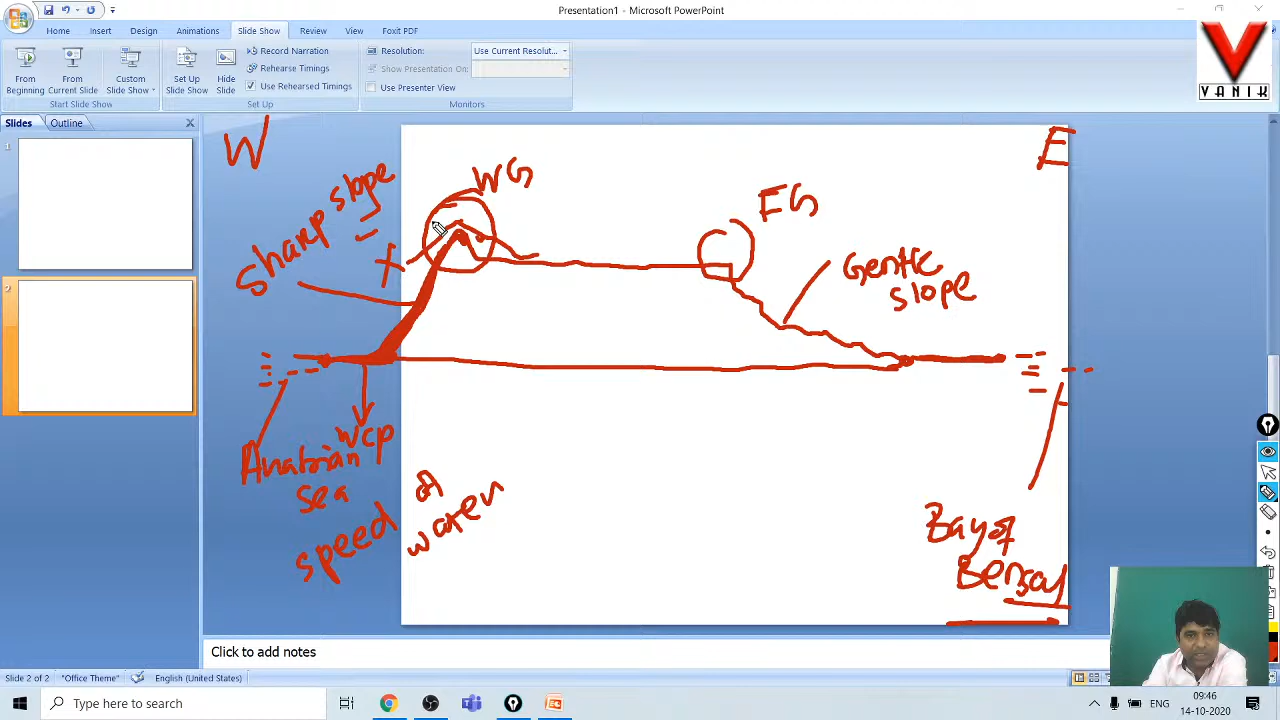 Presentation1 - Microsoft PowerPoint
Home Insert Design Animations Slide Show Review View Foxit PDF
From Beginning
From Current Slide
Custom Slide Show
Start Slide Show
Set Up Slide Show
Hide Slide
Record Narration
Rehearse Timings
Use Rehearsed Timings
Set Up
Resolution: Use Current Resolut...
Show Presentation On:
Use Presenter View
Monitors
V
VANIK
Slides Outline
1
2
W
E
Sharp slope
WG
EG
Gentle
slope
WCP
Arabian
sea
speed of
water
Bay of
Bengal
Click to add notes
Slide 2 of 2 "Office Theme" English (United States)
Type here to search
ENG
09:46
14-10-2020